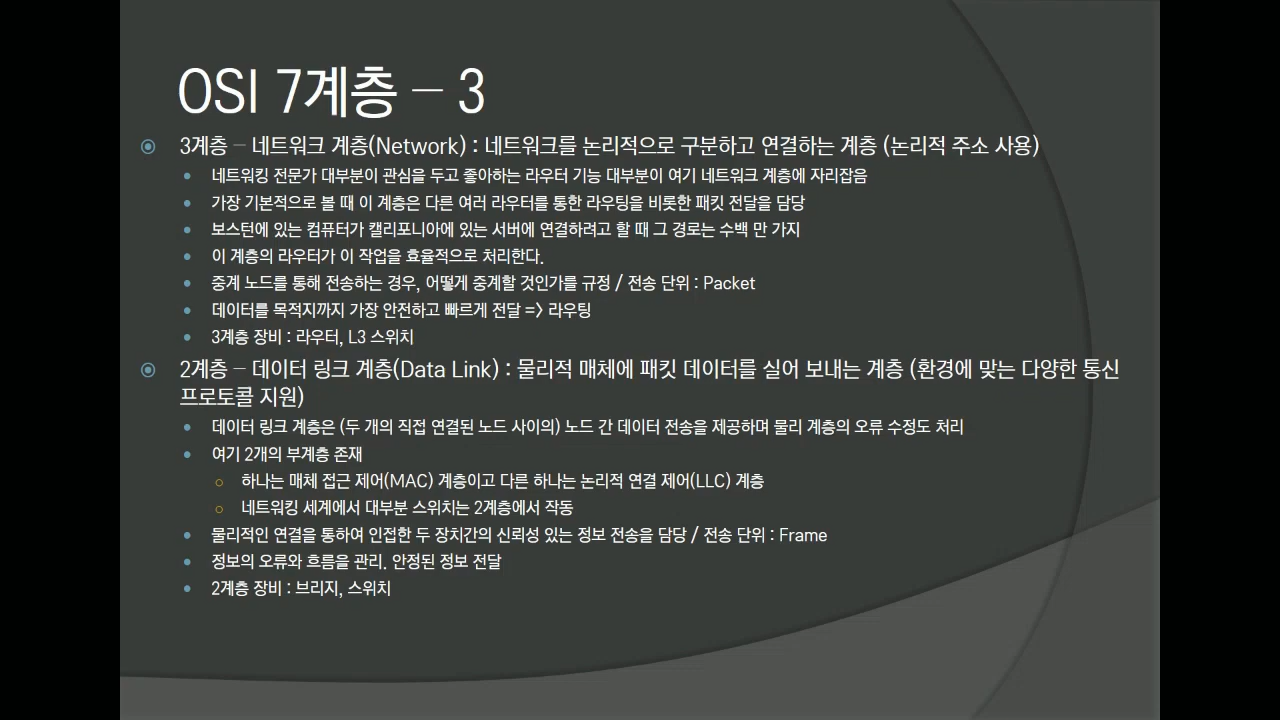 OSI 7계층 – 3
3계층 – 네트워크 계층(Network) : 네트워크를 논리적으로 구분하고 연결하는 계층 (논리적 주소 사용)
네트워킹 전문가 대부분이 관심을 두고 좋아하는 라우터 기능 대부분이 여기 네트워크 계층에 자리잡음
가장 기본적으로 볼 때 이 계층은 다른 여러 라우터를 통한 라우팅을 비롯한 패킷 전달을 담당
보스턴에 있는 컴퓨터가 캘리포니아에 있는 서버에 연결하려고 할 때 그 경로는 수백 만 가지
이 계층의 라우터가 이 작업을 효율적으로 처리한다.
중계 노드를 통해 전송하는 경우, 어떻게 중계할 것인가를 규정 / 전송 단위 : Packet
데이터를 목적지까지 가장 안전하고 빠르게 전달 => 라우팅
3계층 장비 : 라우터, L3 스위치
2계층 – 데이터 링크 계층(Data Link) : 물리적 매체에 패킷 데이터를 실어 보내는 계층 (환경에 맞는 다양한 통신
프로토콜 지원)
데이터 링크 계층은 (두 개의 직접 연결된 노드 사이의) 노드 간 데이터 전송을 제공하며 물리 계층의 오류 수정도 처리
여기 2개의 부계층 존재
하나는 매체 접근 제어(MAC) 계층이고 다른 하나는 논리적 연결 제어(LLC) 계층
네트워킹 세계에서 대부분 스위치는 2계층에서 작동
물리적인 연결을 통하여 인접한 두 장치간의 신뢰성 있는 정보 전송을 담당 / 전송 단위 : Frame
정보의 오류와 흐름을 관리. 안정된 정보 전달
2계층 장비 : 브리지, 스위치